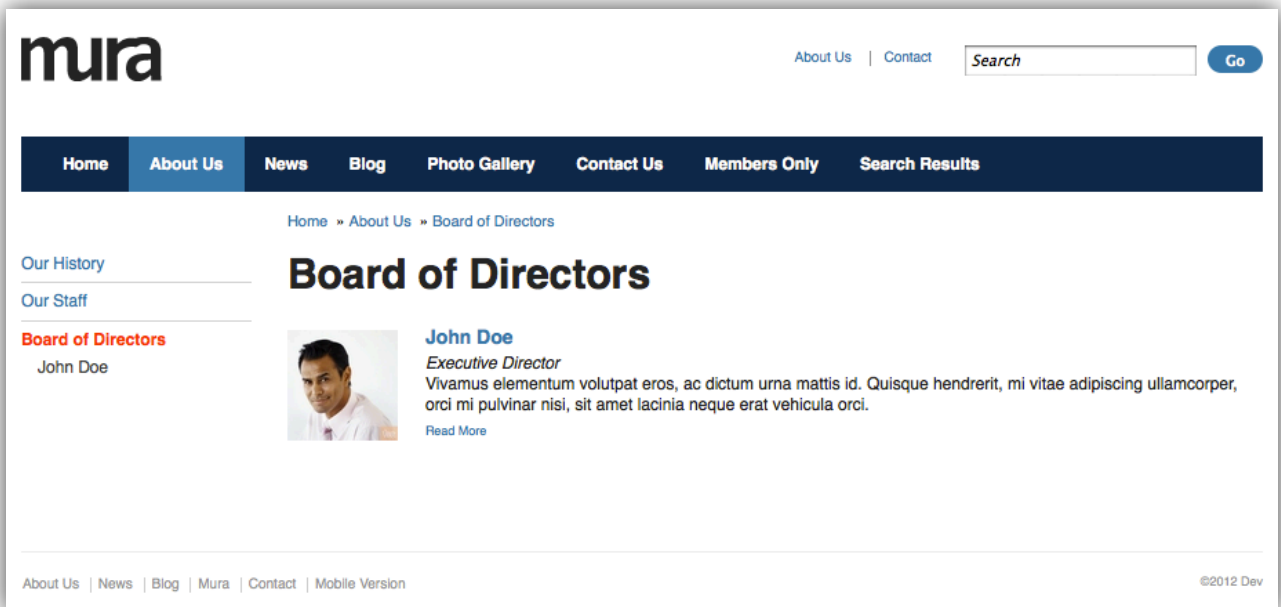 mura
About Us | Contact
Search
Go
Home About Us News Blog Photo Gallery Contact Us Members Only Search Results
Home » About Us » Board of Directors
Our History
Our Staff
Board of Directors
John Doe
Board of Directors
John Doe
Executive Director
Vivamus elementum volutpat eros, ac dictum urna mattis id. Quisque hendrerit, mi vitae adipiscing ullamcorper,
orci mi pulvinar nisi, sit amet lacinia neque erat vehicula orci.
Read More
About Us | News | Blog | Mura | Contact | Mobile Version
©2012 Dev